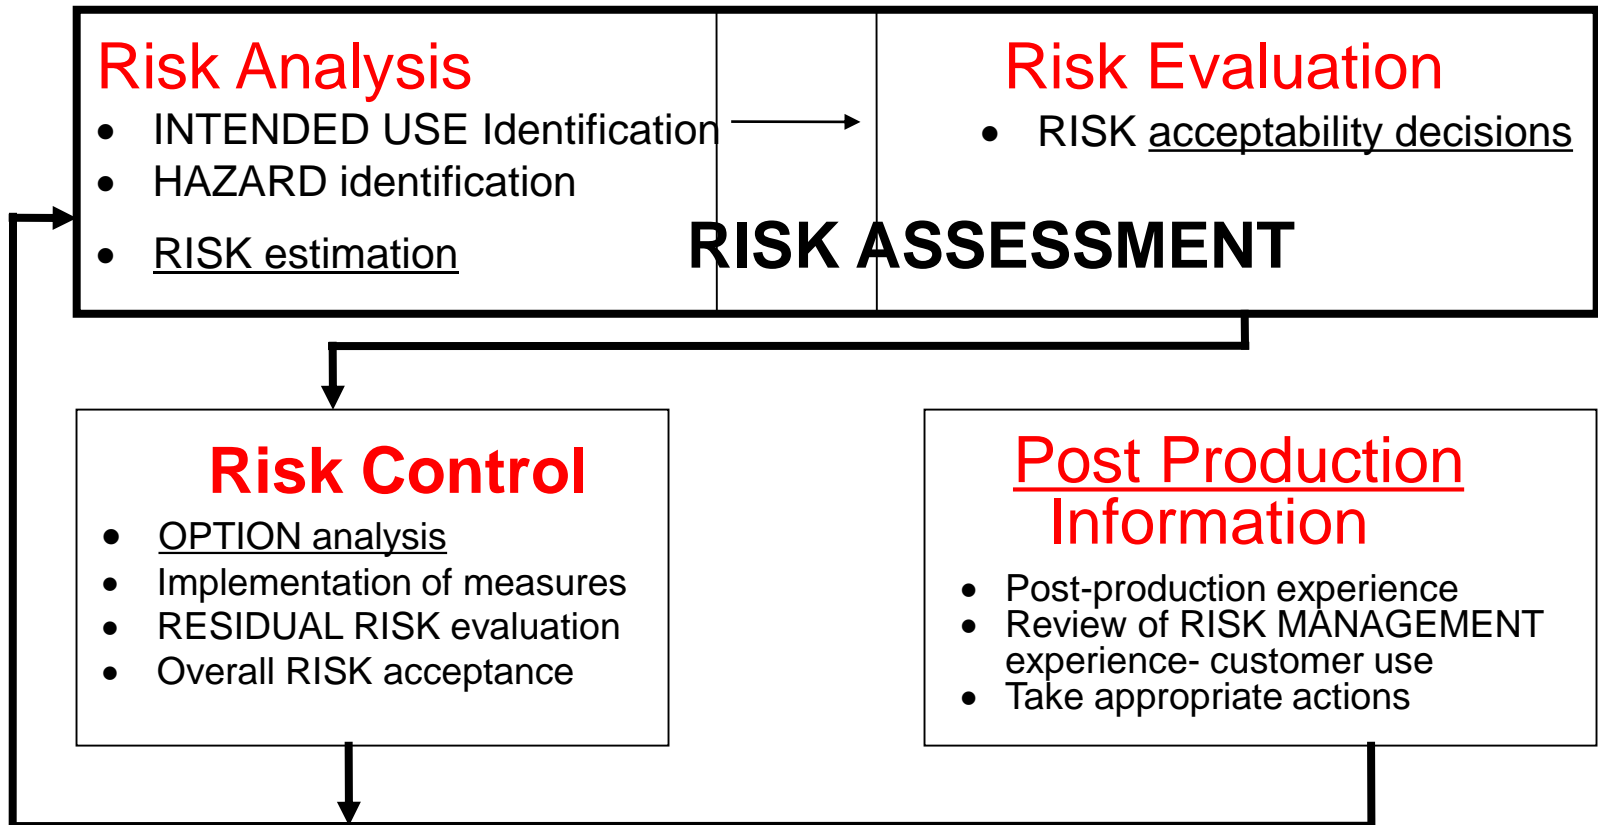 Risk Analysis
• INTENDED USE Identification
• HAZARD identification
• RISK estimation
Risk Evaluation
• RISK acceptability decisions
RISK ASSESSMENT
Risk Control
• OPTION analysis
• Implementation of measures
• RESIDUAL RISK evaluation
• Overall RISK acceptance
Post Production
Information
• Post-production experience
• Review of RISK MANAGEMENT
experience- customer use
• Take appropriate actions